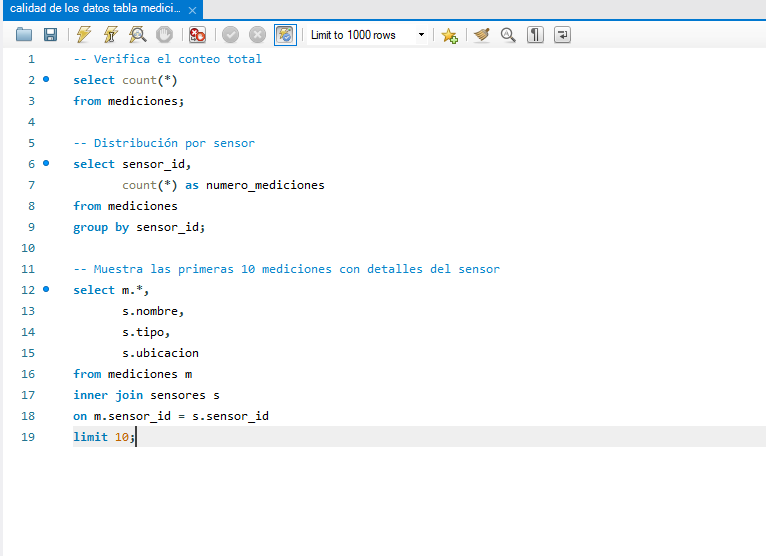 calidad de los datos tabla medici...
Limit to 1000 rows
1 -- Verifica el conteo total
2 select count(*)
3 from mediciones;
4
5 -- Distribución por sensor
6 select sensor_id,
7 count(*) as numero_mediciones
8 from mediciones
9 group by sensor_id;
10
11 -- Muestra las primeras 10 mediciones con detalles del sensor
12 select m.*,
13 s.nombre,
14 s.tipo,
15 s.ubicacion
16 from mediciones m
17 inner join sensores s
18 on m.sensor_id = s.sensor_id
19 limit 10;